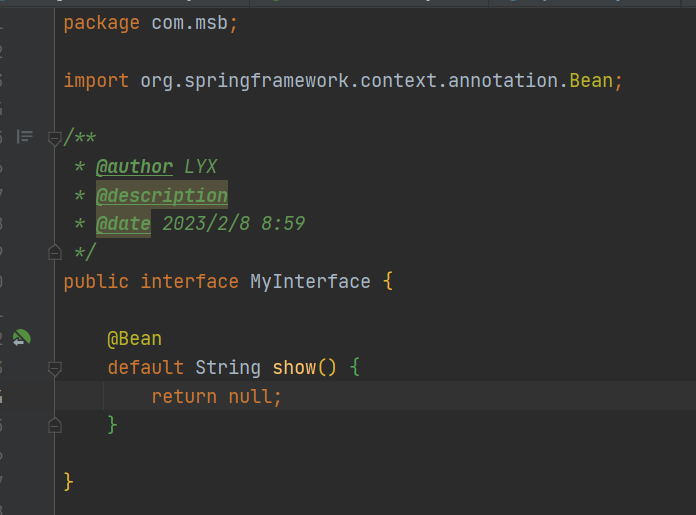 package com.msb;
import org.springframework.context.annotation.Bean;
/**
* @author LYX
* @description
* @date 2023/2/8 8:59
*/
public interface MyInterface {
@Bean
default String show() {
return null;
}
}